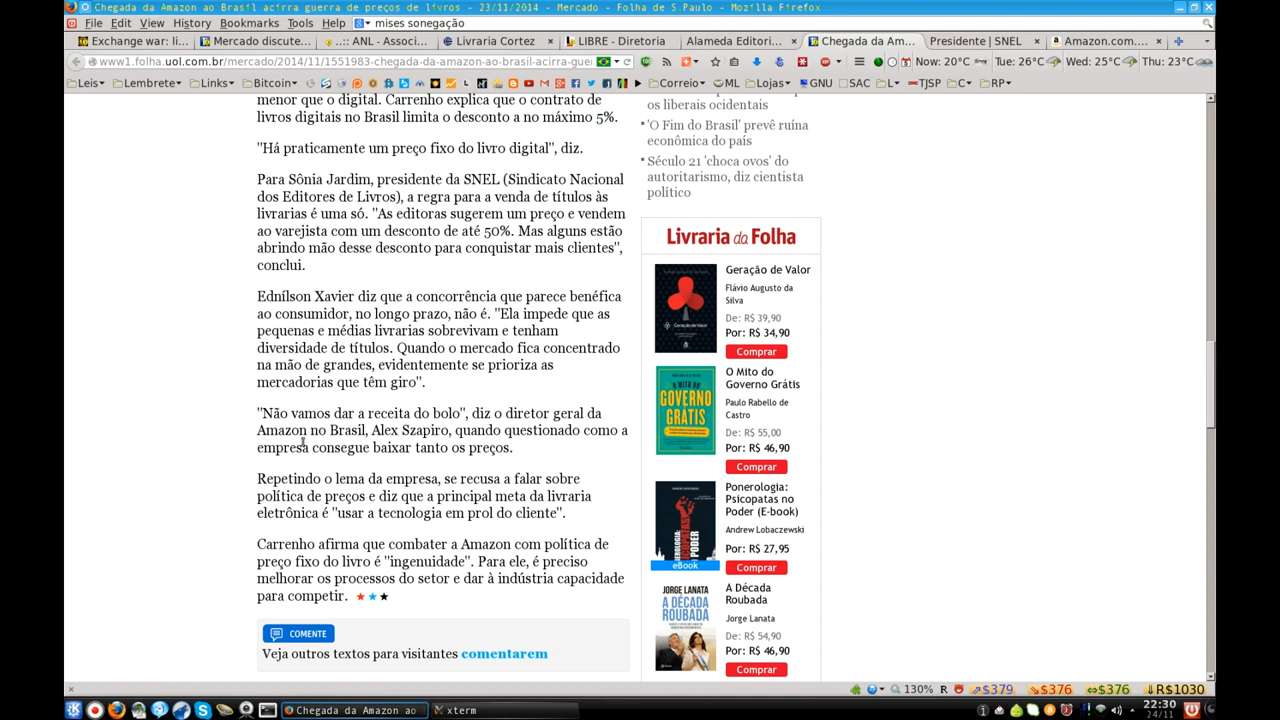 Chegada da Amazon ao Brasil acirra guerra de preços de livros - 23/11/2014 - Mercado - Folha de S.Paulo - Mozilla Firefox
File Edit View History Bookmarks Tools Help mises sonegação
Exchange war: li... Mercado discute... .::: ANL - Associ... Livraria Cortez LIBRE - Diretoria Alameda Editori... Chegada da Am... Presidente | SNEL Amazon.com....
www1.folha.uol.com.br/mercado/2014/11/1551983-chegada-da-amazon-ao-brasil-acirra-gue Now: 20°C Tue: 26°C Wed: 25°C Thu: 23°C
Leis Lembrete Links Bitcoin Correio ML Lojas GNU SAC L TJSP C RP
menor que o digital. Carrenho explica que o contrato de
livros digitais no Brasil limita o desconto a no máximo 5%.
"Há praticamente um preço fixo do livro digital", diz.
Para Sônia Jardim, presidente da SNEL (Sindicato Nacional
dos Editores de Livros), a regra para a venda de títulos às
livrarias é uma só. "As editoras sugerem um preço e vendem
ao varejista com um desconto de até 50%. Mas alguns estão
abrindo mão desse desconto para conquistar mais clientes",
conclui.
Ednílson Xavier diz que a concorrência que parece benéfica
ao consumidor, no longo prazo, não é. "Ela impede que as
pequenas e médias livrarias sobrevivam e tenham
diversidade de títulos. Quando o mercado fica concentrado
na mão de grandes, evidentemente se prioriza as
mercadorias que têm giro".
"Não vamos dar a receita do bolo", diz o diretor geral da
Amazon no Brasil, Alex Szapiro, quando questionado como a
empresa consegue baixar tanto os preços.
Repetindo o lema da empresa, se recusa a falar sobre
política de preços e diz que a principal meta da livraria
eletrônica é "usar a tecnologia em prol do cliente".
Carrenho afirma que combater a Amazon com política de
preço fixo do livro é "ingenuidade". Para ele, é preciso
melhorar os processos do setor e dar à indústria capacidade
para competir.
COMENTE
Veja outros textos para visitantes comentarem
os liberais ocidentais
'O Fim do Brasil' prevê ruína
econômica do país
Século 21 'choca ovos' do
autoritarismo, diz cientista
político
Livraria da Folha
Geração de Valor
Flávio Augusto da
Silva
De: R$ 39,90
Por: R$ 34,90
Comprar
O MITO DO
GOVERNO
GRÁTIS
O Mito do
Governo Grátis
Paulo Rabello de
Castro
De: R$ 55,00
Por: R$ 46,90
Comprar
eBook
Ponerologia:
Psicopatas no
Poder (E-book)
Andrew Lobaczewski
Por: R$ 27,95
Comprar
JORGE LANATA
A DÉCADA
ROUBADA
A Década
Roubada
Jorge Lanata
De: R$ 54,90
Por: R$ 46,90
Comprar
130% R $379 $376 $376 R$1030
Chegada da Amazon ao xterm 22:30
24/11